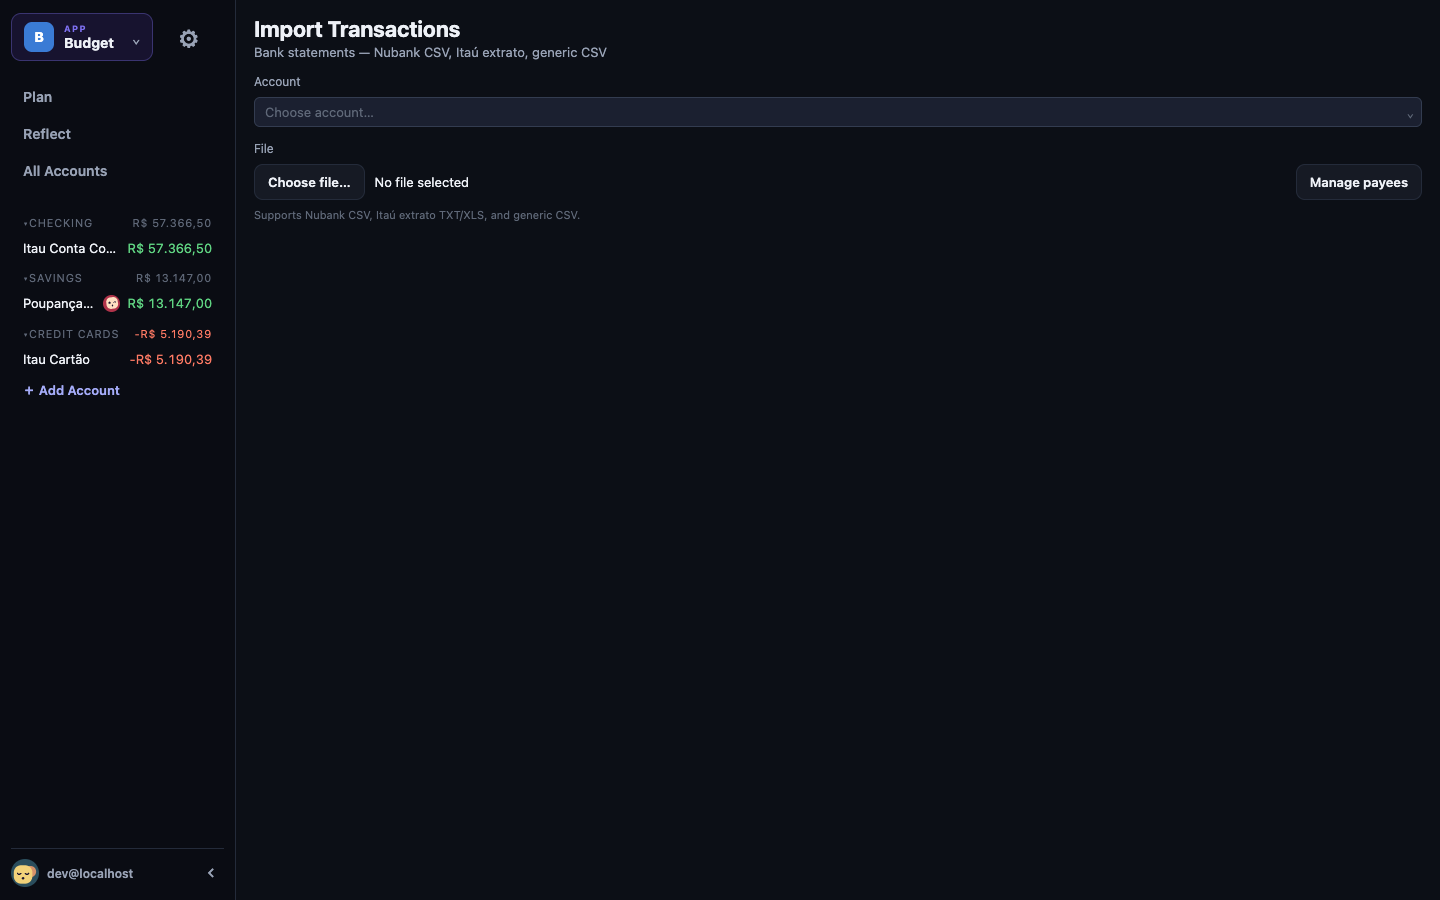 B
APP
Budget
Plan
Reflect
All Accounts
CHECKING R$ 57.366,50
Itau Conta Co... R$ 57.366,50
SAVINGS R$ 13.147,00
Poupança... R$ 13.147,00
CREDIT CARDS -R$ 5.190,39
Itau Cartão -R$ 5.190,39
+ Add Account
dev@localhost
Import Transactions
Bank statements — Nubank CSV, Itaú extrato, generic CSV
Account
Choose account...
File
Choose file... No file selected Manage payees
Supports Nubank CSV, Itaú extrato TXT/XLS, and generic CSV.